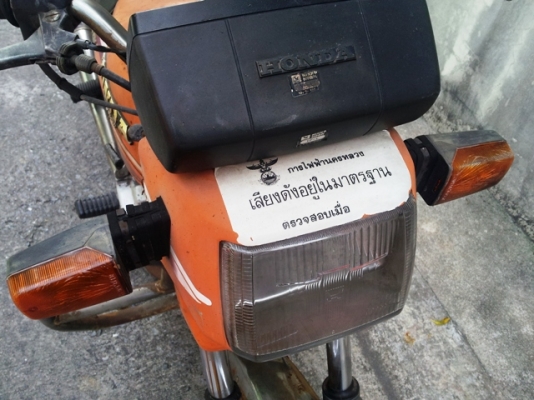 HONDA
การไฟฟ้านครหลวง
เสียงดังอยู่ในมาตรฐาน
ตรวจสอบเมื่อ